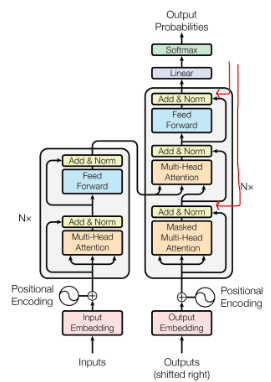 Output
Probabilities
Softmax
Linear
Add & Norm
Feed
Forward
Add & Norm
Multi-Head
Attention
Add & Norm
Masked
Multi-Head
Attention
N×
Positional
Encoding
Output
Embedding
Outputs
(shifted right)
Add & Norm
Feed
Forward
Add & Norm
Multi-Head
Attention
N×
Positional
Encoding
Input
Embedding
Inputs